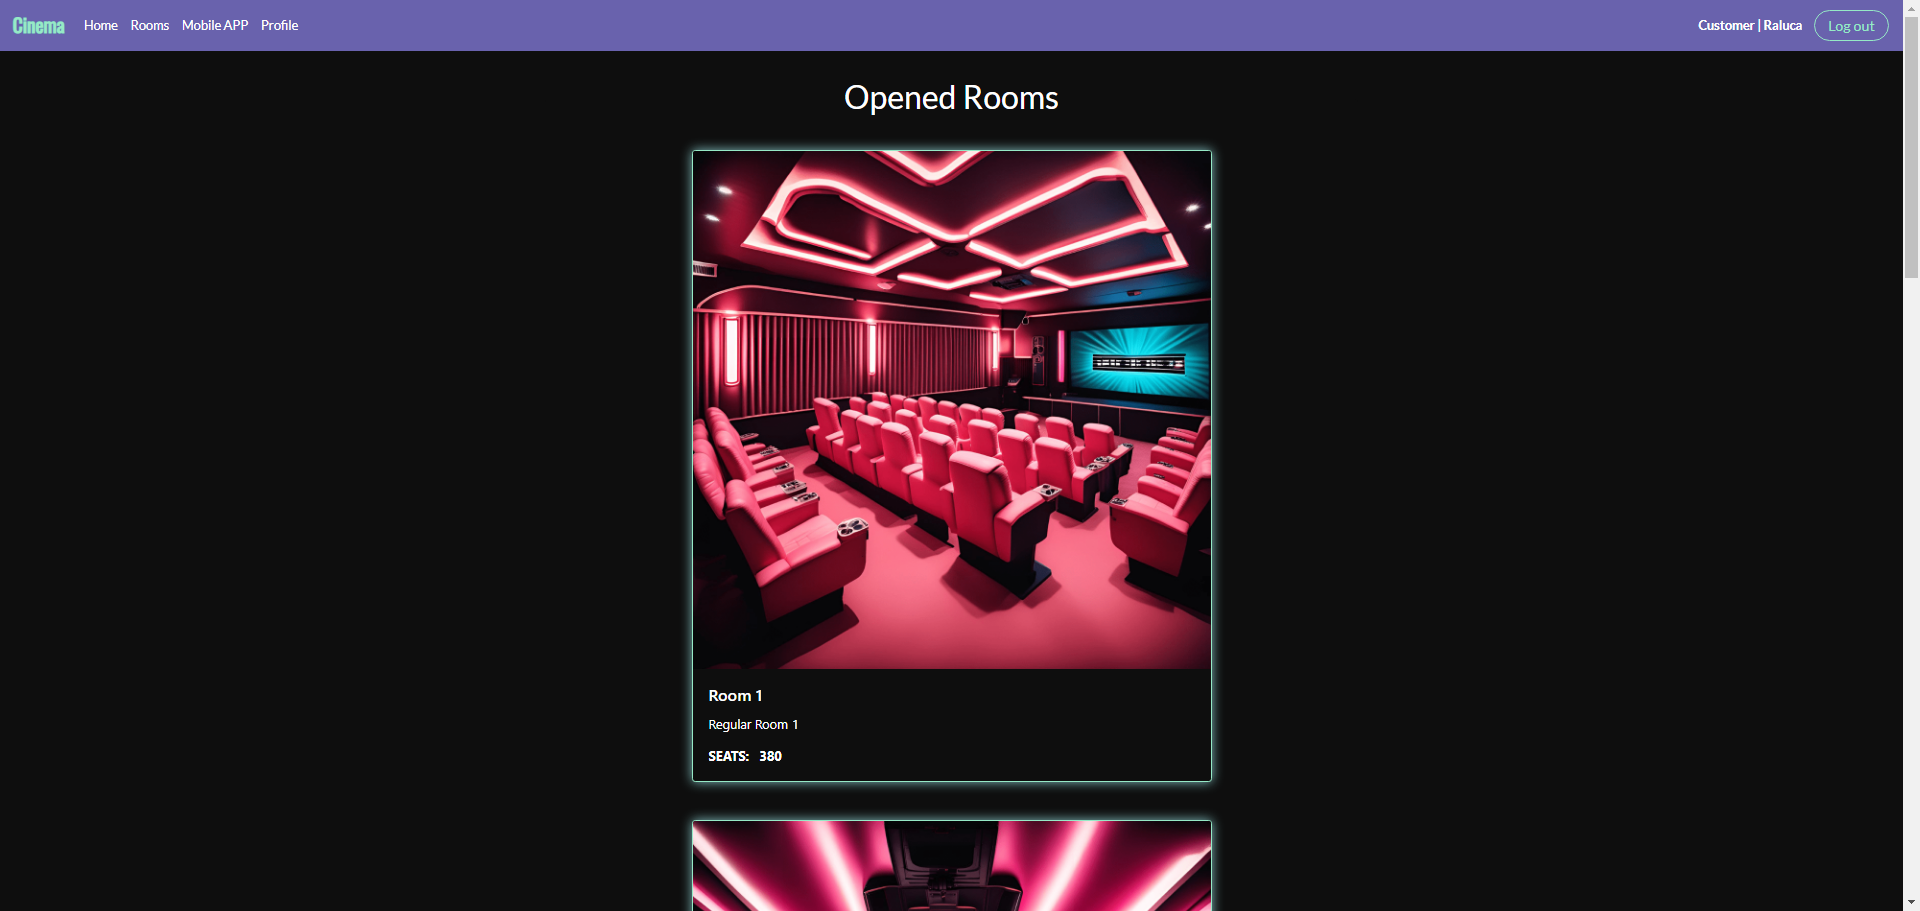 Cinema Home Rooms Mobile APP Profile Customer | Raluca Log out
Opened Rooms
Room 1
Regular Room 1
SEATS: 380